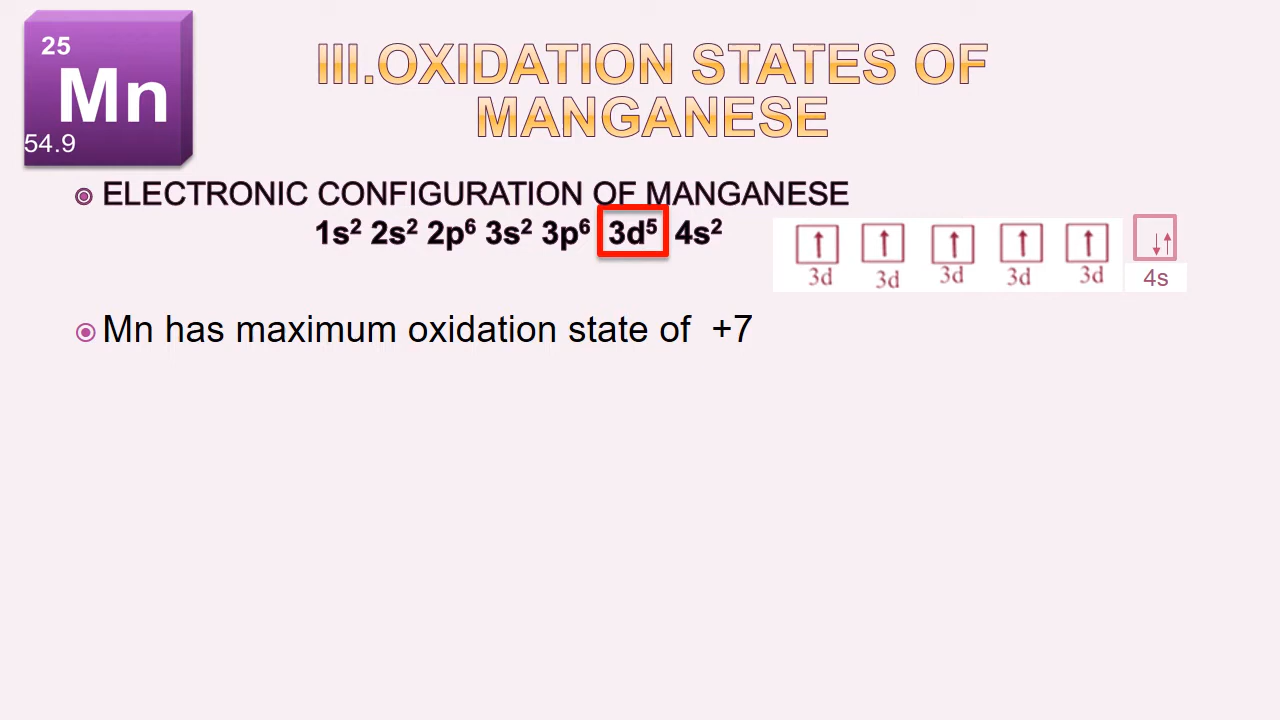 25
Mn
54.9
III.OXIDATION STATES OF
MANGANESE
ELECTRONIC CONFIGURATION OF MANGANESE
1s² 2s² 2p⁶ 3s² 3p⁶ 3d⁵ 4s²
3d 3d 3d 3d 3d 4s
Mn has maximum oxidation state of +7